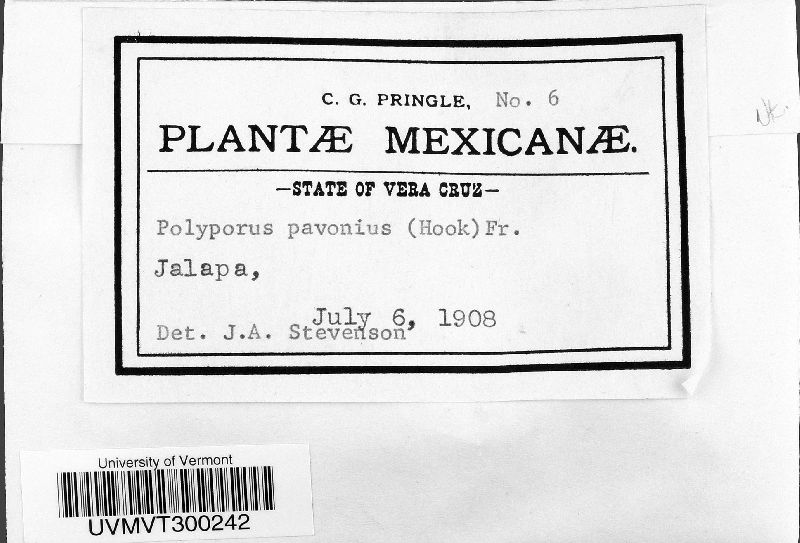 C. G. PRINGLE, No. 6
PLANTÆ MEXICANÆ.
—STATE OF VERA CRUZ—
Polyporus pavonius (Hook)Fr.
Jalapa,
July 6, 1908
Det. J.A. Stevenson
University of Vermont
UVMVT300242